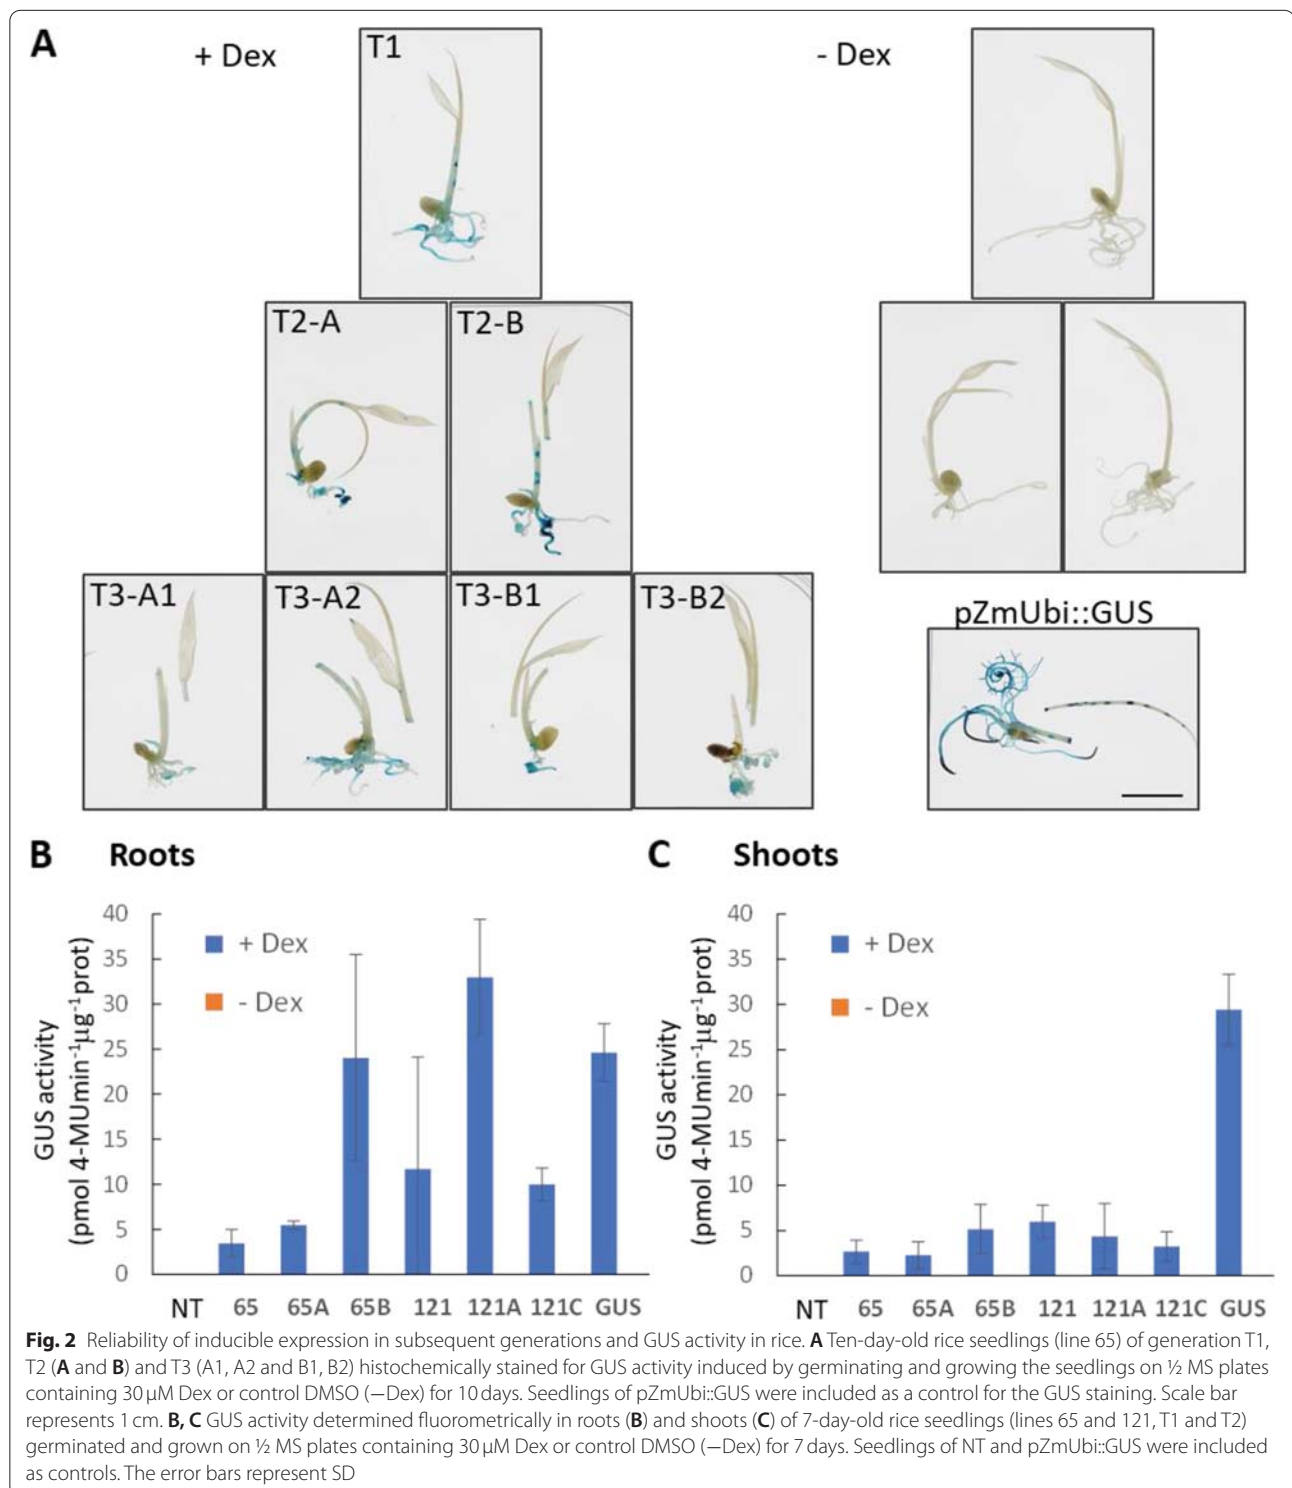 A
+ Dex
T1
- Dex
T2-A
T2-B
T3-A1
T3-A2
T3-B1
T3-B2
pZmUbi::GUS
B Roots
GUS activity
(pmol 4-MUmin⁻¹µg⁻¹prot)
40
35
30
25
20
15
10
5
0
+ Dex
- Dex
NT 65 65A 65B 121 121A 121C GUS
C Shoots
GUS activity
(pmol 4-MUmin⁻¹µg⁻¹prot)
40
35
30
25
20
15
10
5
0
+ Dex
- Dex
NT 65 65A 65B 121 121A 121C GUS
Fig. 2 Reliability of inducible expression in subsequent generations and GUS activity in rice. A Ten-day-old rice seedlings (line 65) of generation T1,
T2 (A and B) and T3 (A1, A2 and B1, B2) histochemically stained for GUS activity induced by germinating and growing the seedlings on ½ MS plates
containing 30 µM Dex or control DMSO (−Dex) for 10 days. Seedlings of pZmUbi::GUS were included as a control for the GUS staining. Scale bar
represents 1 cm. B, C GUS activity determined fluorometrically in roots (B) and shoots (C) of 7-day-old rice seedlings (lines 65 and 121, T1 and T2)
germinated and grown on ½ MS plates containing 30 µM Dex or control DMSO (−Dex) for 7 days. Seedlings of NT and pZmUbi::GUS were included
as controls. The error bars represent SD